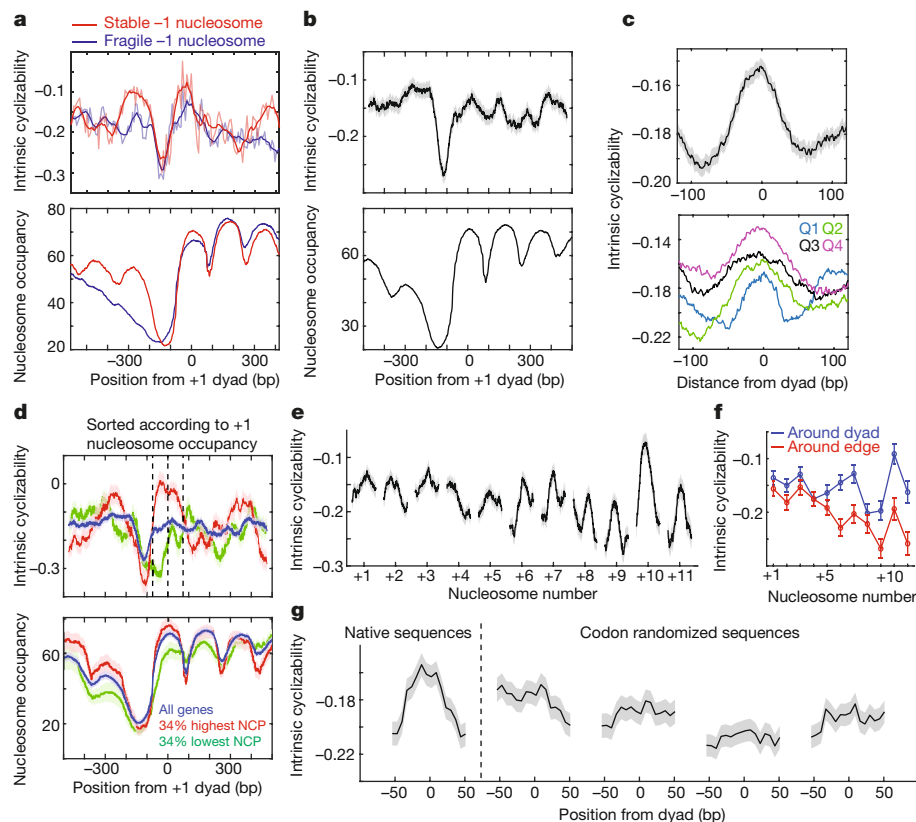 a
Stable −1 nucleosome
Fragile −1 nucleosome
Intrinsic cyclizability
−0.1
−0.2
−0.3
Nucleosome occupancy
80
60
40
20
−300 0 300
Position from +1 dyad (bp)
b
Intrinsic cyclizability
−0.1
−0.2
Nucleosome occupancy
60
30
−300 0 300
Position from +1 dyad (bp)
c
Intrinsic cyclizability
−0.16
−0.18
−0.20
−100 0 100
Q1 Q2
Q3 Q4
−0.14
−0.18
−0.22
−100 0 100
Distance from dyad (bp)
d
Sorted according to +1
nucleosome occupancy
Intrinsic cyclizability
0
−0.3
Nucleosome occupancy
60
40
20
All genes
34% highest NCP
34% lowest NCP
−300 0 300
Position from +1 dyad (bp)
e
Intrinsic cyclizability
−0.1
−0.2
−0.3
+1 +2 +3 +4 +5 +6 +7 +8 +9 +10 +11
Nucleosome number
f
Around dyad
Around edge
Intrinsic cyclizability
−0.1
−0.2
+1 +5 +10
Nucleosome number
g
Native sequences
Codon randomized sequences
Intrinsic cyclizability
−0.18
−0.22
−50 0 50 −50 0 50 −50 0 50 −50 0 50 −50 0 50
Position from dyad (bp)